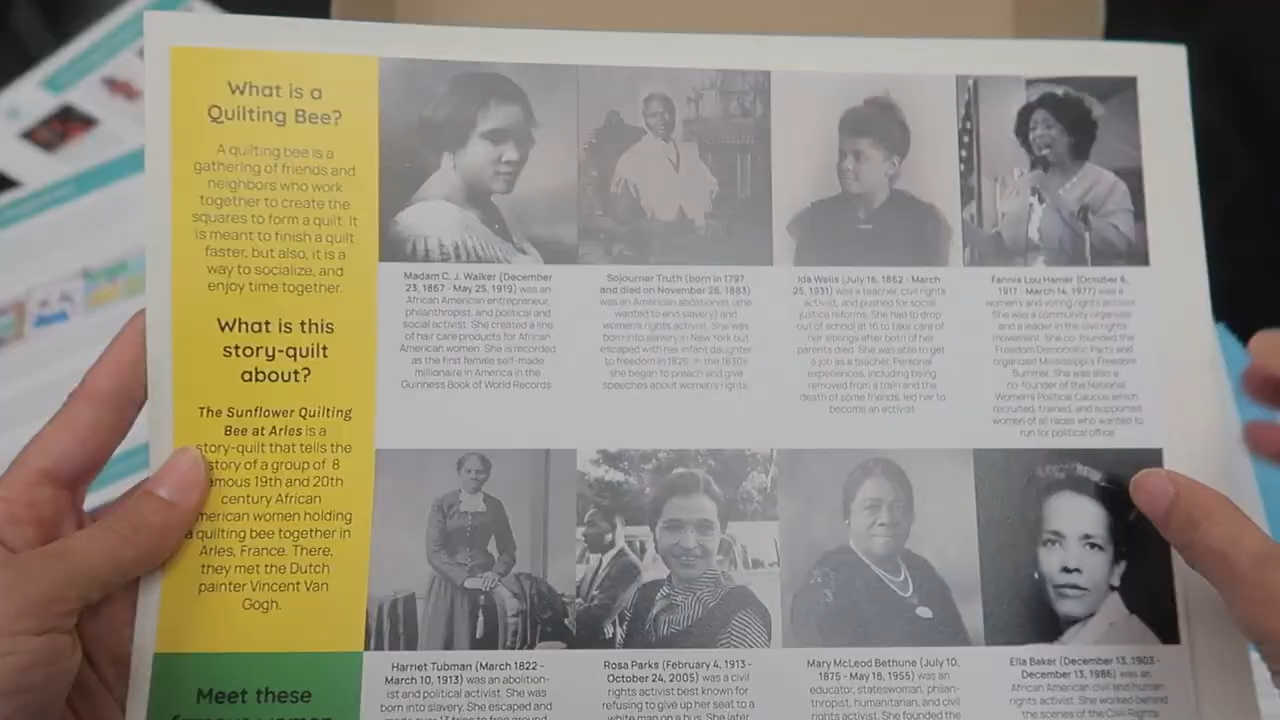 What is a
Quilting Bee?
A quilting bee is a
gathering of friends and
neighbors who work
together to create the
squares to form a quilt. It
is meant to finish a quilt
faster, but also, it is a
way to socialize, and
enjoy time together.
What is this
story-quilt
about?
The Sunflower Quilting
Bee at Arles is a
story-quilt that tells the
story of a group of 8
amous 19th and 20th
century African
merican women holding
a quilting bee together in
Arles, France. There,
they met the Dutch
painter Vincent Van
Gogh.
Meet these
Madam C. J. Walker (December
23, 1867 - May 25, 1919) was an
African American entrepreneur,
philanthropist, and political and
social activist. She created a line
of hair care products for African
American women. She is recorded
as the first female self-made
millionaire in America in the
Guinness Book of World Records
Sojourner Truth (born in 1797
and died on November 26, 1883)
was an American abolitionist (one
wanted to end slavery) and
women's rights activist. She was
born into slavery in New York but
escaped with her infant daughter
to freedom in 1826. In the 1830s
she began to preach and give
speeches about women's rights.
Ida Wells (July 16, 1862 - March
25, 1931) was a teacher, civil rights
activist, and pushed for social
justice reforms. She had to drop
out of school at 16 to take care of
her siblings after both of her
parents died. She was able to get
a job as a teacher. Personal
experiences, including being
removed from a train and the
death of some friends, led her to
become an activist.
Fannie Lou Hamer (October 6,
1917 - March 14, 1977) was a
women's and voting rights activist.
She was a community organizer
and a leader in the civil rights
movement. She co-founded the
Freedom Democratic Party and
organized Mississippi's Freedom
Summer. She was also a
co-founder of the National
Women's Political Caucus which
recruited, trained, and supported
women of all races who wanted to
run for political office.
Harriet Tubman (March 1822 -
March 10, 1913) was an abolition-
ist and political activist. She was
born into slavery. She escaped and
Rosa Parks (February 4, 1913 -
October 24, 2005) was a civil
rights activist best known for
refusing to give up her seat to a
white man on a bus. She later
Mary McLeod Bethune (July 10,
1875 - May 18, 1955) was an
educator, stateswoman, philan-
thropist, humanitarian, and civil
rights activist. She founded the
Ella Baker (December 13, 1903 -
December 13, 1986) was an
African American civil and human
rights activist. She worked behind
the scenes of the Civil Rights